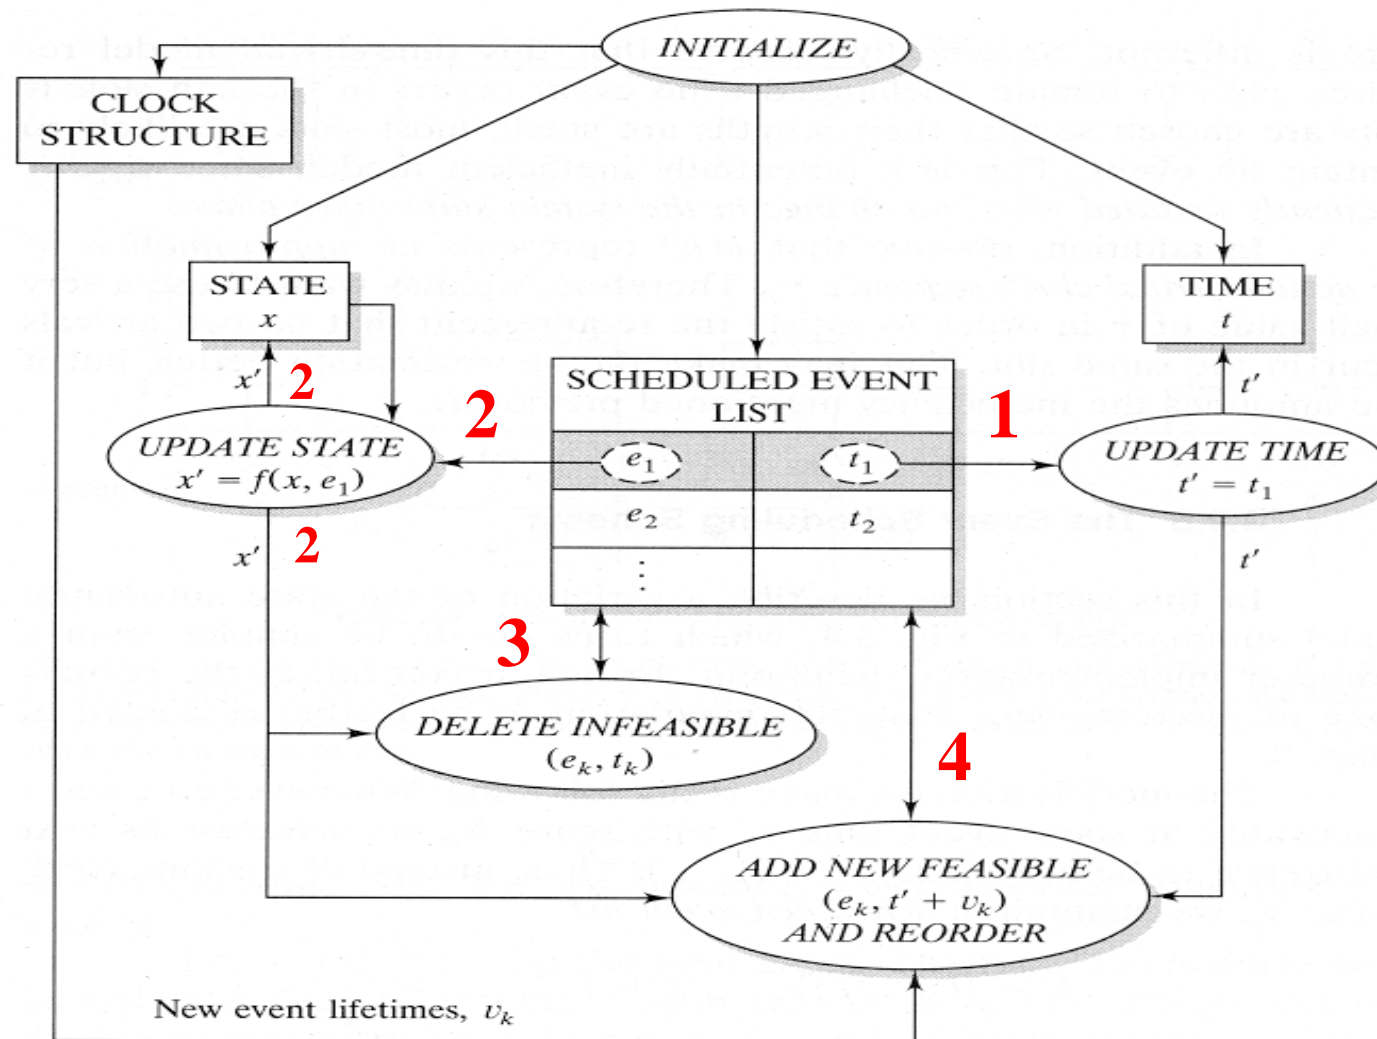 INITIALIZE
CLOCK
STRUCTURE
STATE
x
TIME
t
x′
2
t′
SCHEDULED EVENT
LIST
2
1
UPDATE STATE
x′ = f(x, e₁)
e₁
t₁
UPDATE TIME
t′ = t₁
e₂
t₂
x′
2
t′
⋮
3
DELETE INFEASIBLE
(eₖ, tₖ)
4
ADD NEW FEASIBLE
(eₖ, t′ + vₖ)
AND REORDER
New event lifetimes, vₖ